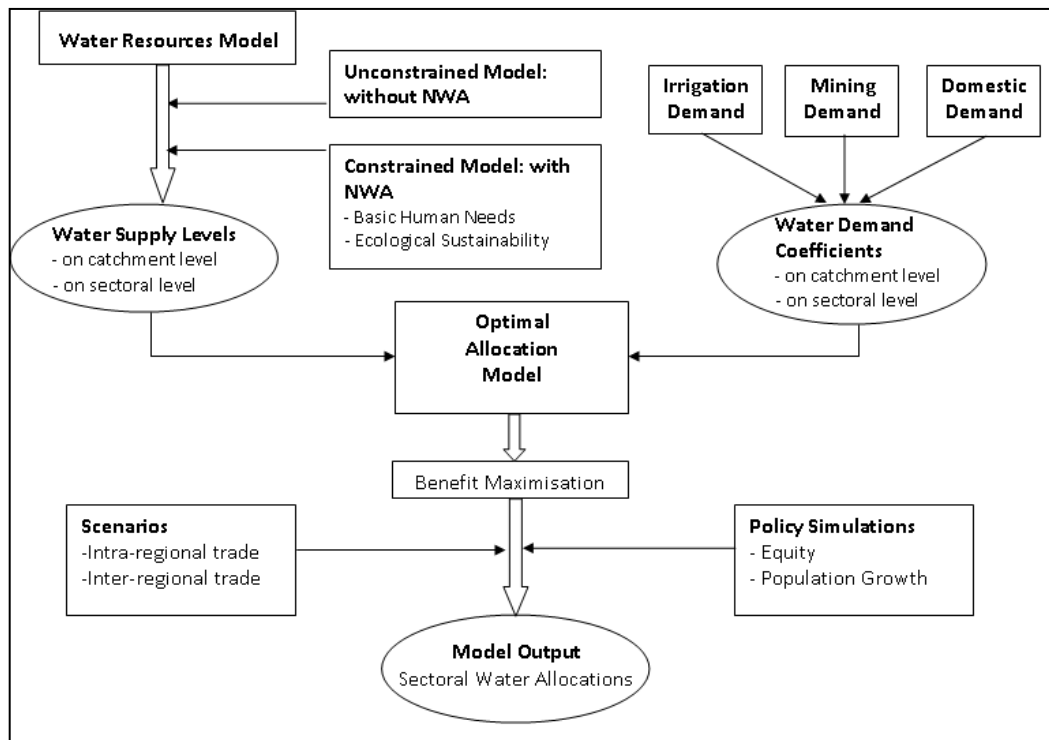 Water Resources Model
Unconstrained Model:
without NWA
Irrigation
Demand
Mining
Demand
Domestic
Demand
Constrained Model: with
NWA
- Basic Human Needs
- Ecological Sustainability
Water Supply Levels
- on catchment level
- on sectoral level
Water Demand
Coefficients
- on catchment level
- on sectoral level
Optimal
Allocation
Model
Benefit Maximisation
Scenarios
-Intra-regional trade
-Inter-regional trade
Policy Simulations
- Equity
- Population Growth
Model Output
Sectoral Water Allocations